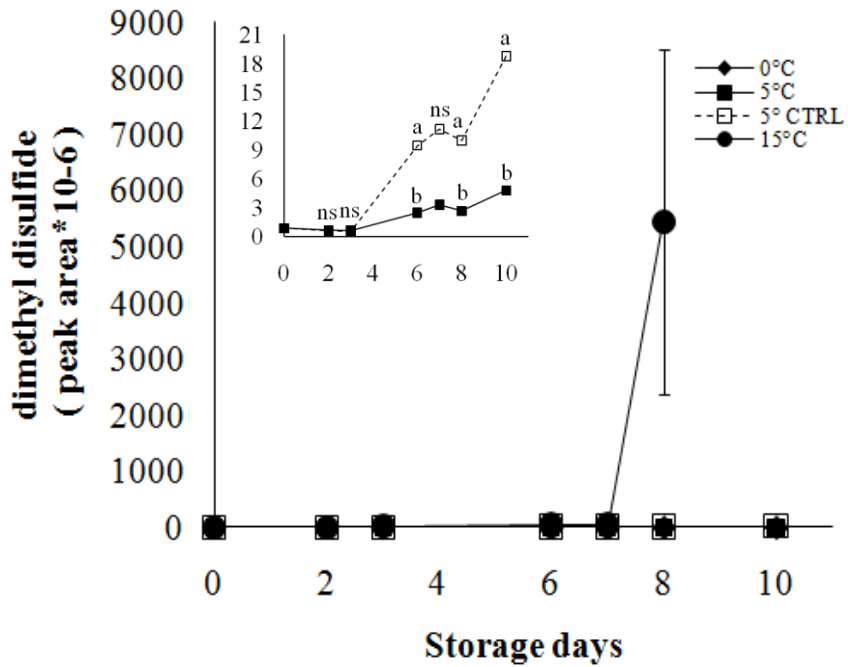 dimethyl disulfide
( peak area*10-6 )
9000
8000
7000
6000
5000
4000
3000
2000
1000
0
0 2 4 6 8 10
Storage days
21
18
15
12
9
6
3
0
0 2 4 6 8 10
ns ns
a ns a a
b b b
0°C
5°C
5° CTRL
15°C